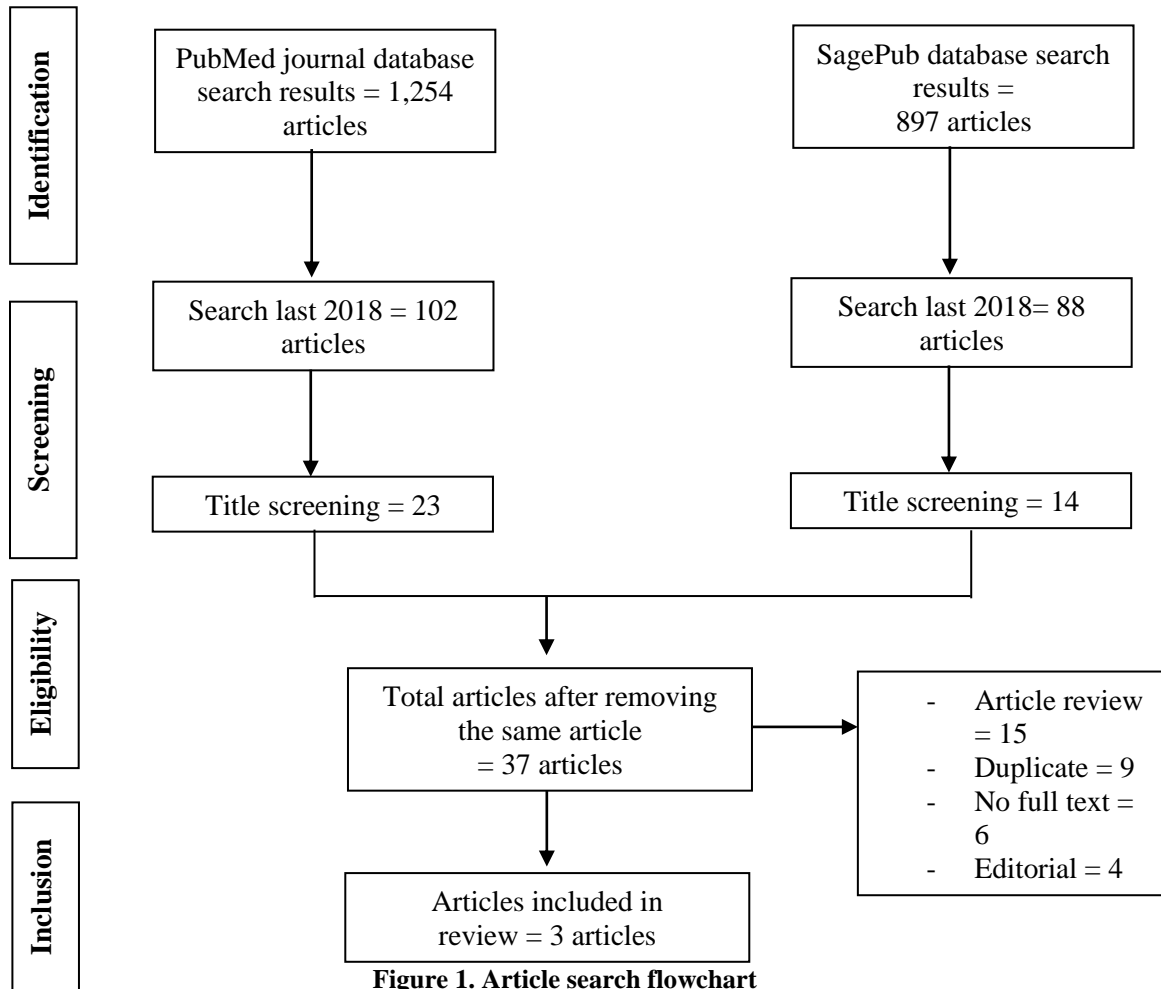 Identification
PubMed journal database
search results = 1,254
articles
SagePub database search
results =
897 articles
Screening
Search last 2018 = 102
articles
Search last 2018= 88
articles
Title screening = 23
Title screening = 14
Eligibility
Total articles after removing
the same article
= 37 articles
- Article review
= 15
- Duplicate = 9
- No full text =
6
- Editorial = 4
Inclusion
Articles included in
review = 3 articles
Figure 1. Article search flowchart